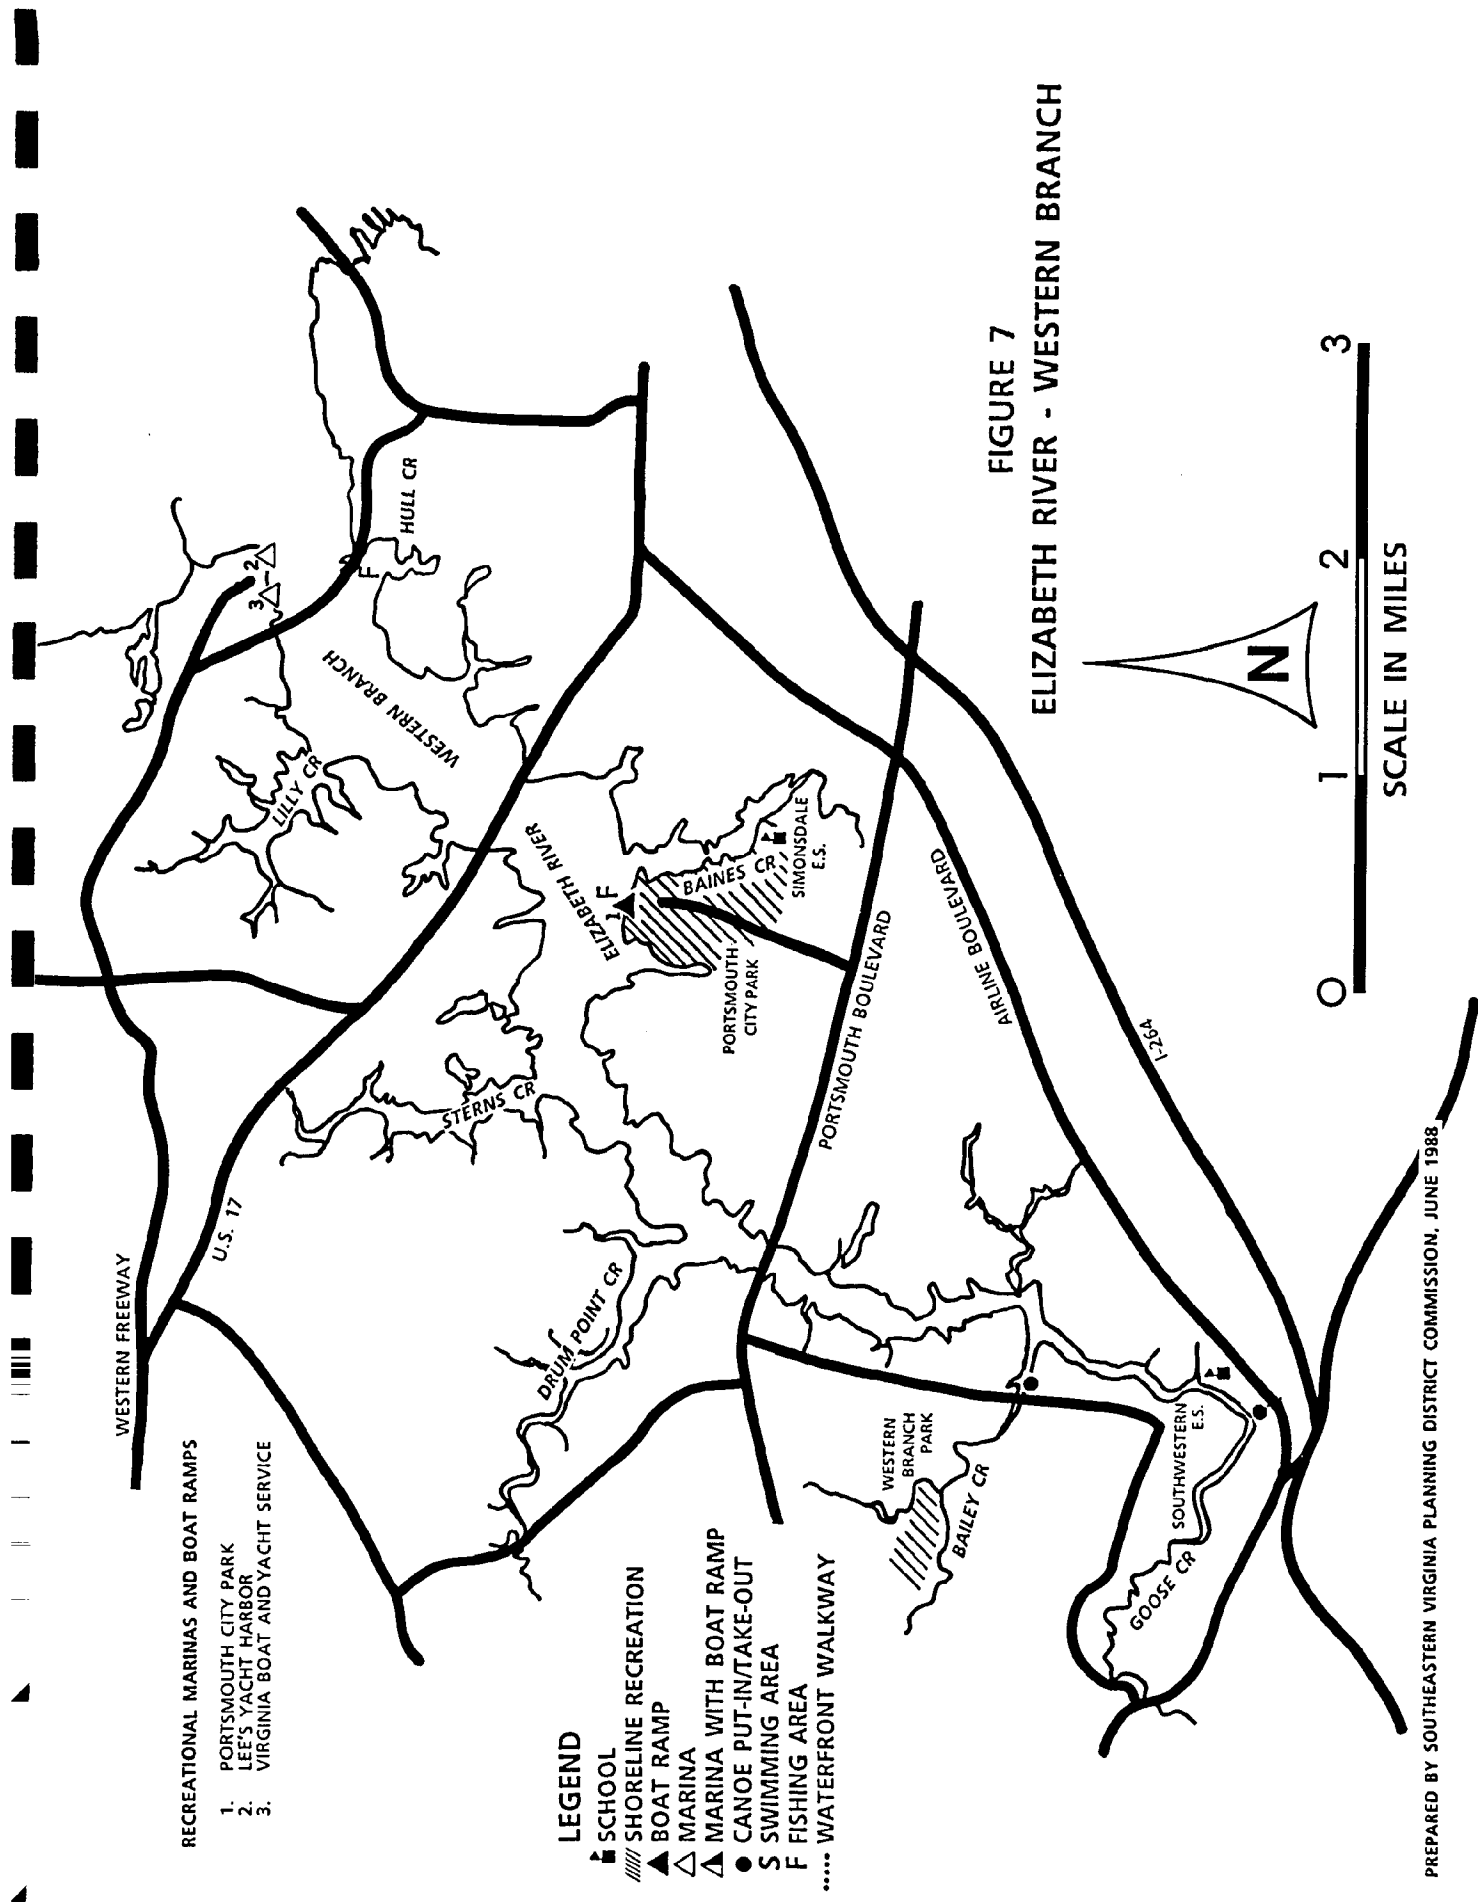 RECREATIONAL MARINAS AND BOAT RAMPS
1. PORTSMOUTH CITY PARK
2. LEE'S YACHT HARBOR
3. VIRGINIA BOAT AND YACHT SERVICE
WESTERN FREEWAY
U.S. 17
LILLY CR
3
2
WESTERN BRANCH
HULL CR
F
STERNS CR
ELIZABETH RIVER
1
F
DRUM POINT CR
BAINES CR
PORTSMOUTH
CITY PARK
SIMONSDALE
E.S.
PORTSMOUTH BOULEVARD
AIRLINE BOULEVARD
I-264
WESTERN
BRANCH
PARK
BAILEY CR
SOUTHWESTERN
E.S.
GOOSE CR
LEGEND
SCHOOL
SHORELINE RECREATION
BOAT RAMP
MARINA
MARINA WITH BOAT RAMP
CANOE PUT-IN/TAKE-OUT
S SWIMMING AREA
F FISHING AREA
..... WATERFRONT WALKWAY
FIGURE 7
ELIZABETH RIVER - WESTERN BRANCH
N
0 1 2 3
SCALE IN MILES
PREPARED BY SOUTHEASTERN VIRGINIA PLANNING DISTRICT COMMISSION, JUNE 1988